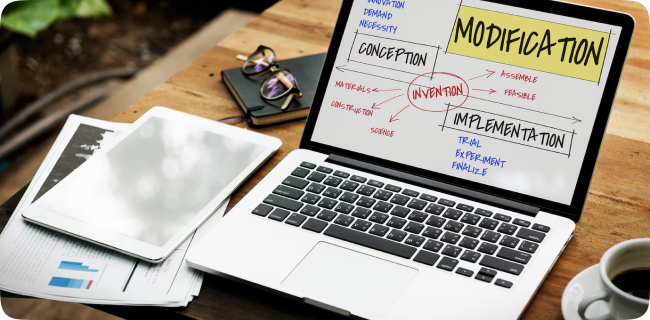 INNOVATION
DEMAND
NECESSITY
MODIFICATION
CONCEPTION
ASSEMBLE
MATERIALS
INVENTION
FEASIBLE
CONSTRUCTION
SCIENCE
IMPLEMENTATION
TRIAL
EXPERIMENT
FINALIZE